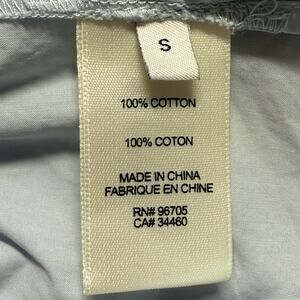 S
100% COTTON
100% COTON
MADE IN CHINA
FABRIQUE EN CHINE
RN# 96705
CA# 34460